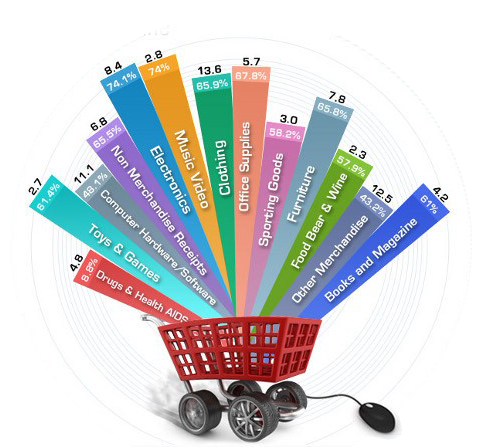 4.8
8.8%
Drugs & Health AIDS
2.7
61.4%
Toys & Games
11.1
48.1%
Computer Hardware/Software
6.8
65.5%
Non Merchandise Receipts
8.4
74.1%
Electronics
2.8
74%
Music Video
13.6
65.9%
Clothing
5.7
67.8%
Office Supplies
3.0
58.2%
Sporting Goods
7.8
65.8%
Furniture
2.3
57.9%
Food Bear & Wine
12.5
43.2%
Other Merchandise
4.2
61%
Books and Magazine